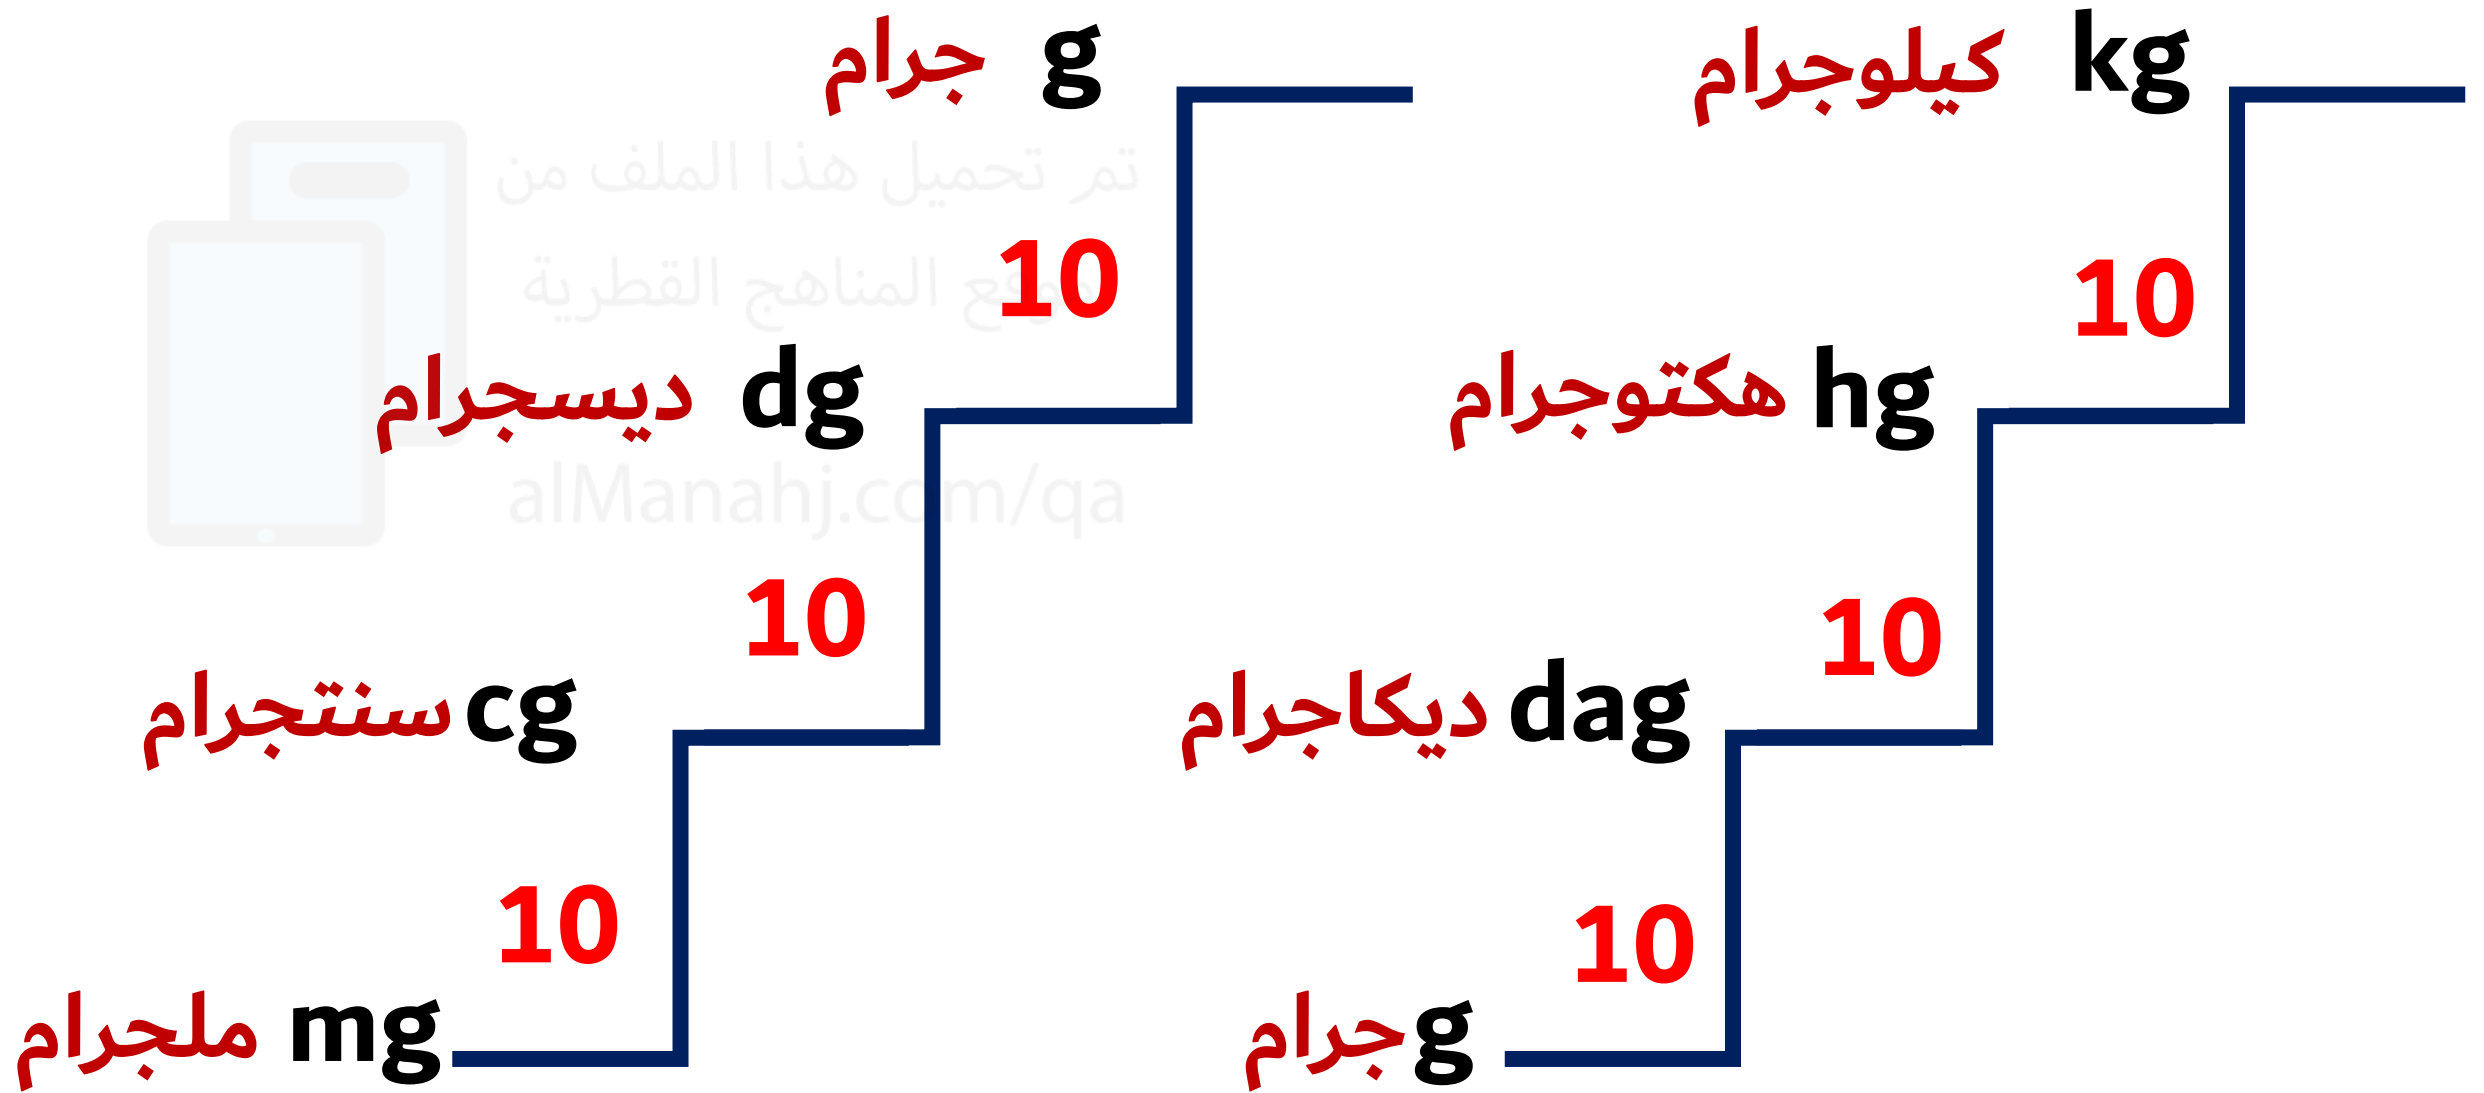 جرام g
كيلوجرام kg
تم تحميل هذا الملف من
10
10
موقع المناهج القطرية
ديسجرام dg
هكتوجرام hg
alManahj.com/qa
10
10
سنتجرام cg
ديكاجرام dag
10
10
ملجرام mg
جرام g